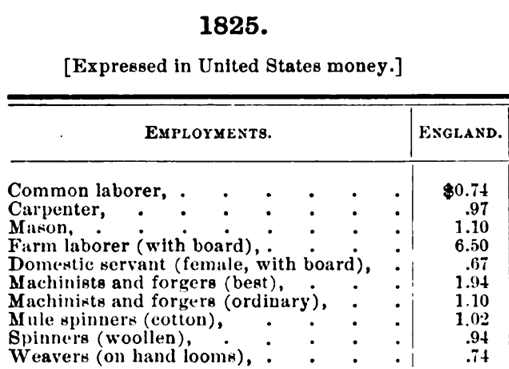 1825.
[Expressed in United States money.]
EMPLOYMENTS. ENGLAND.
Common laborer, . . . . . . $0.74
Carpenter, . . . . . . .97
Mason, . . . . . . . 1.10
Farm laborer (with board), . . . . 6.50
Domestic servant (female, with board), . .67
Machinists and forgers (best), . . . 1.94
Machinists and forgers (ordinary), . . 1.10
Mule spinners (cotton), . . . . 1.02
Spinners (woollen), . . . . . .94
Weavers (on hand looms), . . . . .74